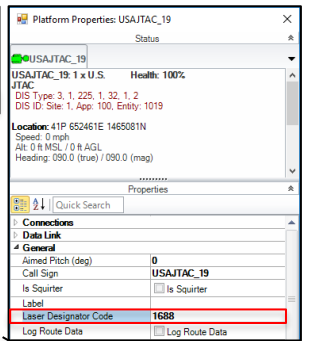 Platform Properties: USAJTAC_19
Status
USAJTAC_19
USAJTAC_19: 1 x U.S. Health: 100%
JTAC
DIS Type: 3, 1, 225, 1, 32, 1, 2
DIS ID: Site: 1, App: 100, Entity: 1019
Location: 41P 652461E 1465081N
Speed: 0 mph
Alt: 0 ft MSL / 0 ft AGL
Heading: 090.0 (true) / 090.0 (mag)
Properties
Quick Search
Connections
Data Link
General
Aimed Pitch (deg) 0
Call Sign USAJTAC_19
Is Squirter Is Squirter
Label
Laser Designator Code 1688
Log Route Data Log Route Data